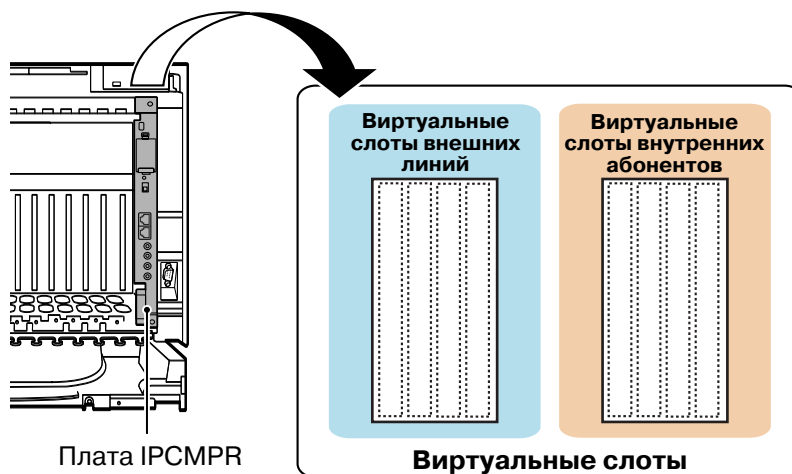 Виртуальные
слоты внешних
линий
Виртуальные
слоты внутренних
абонентов
Плата IPCMPR
Виртуальные слоты